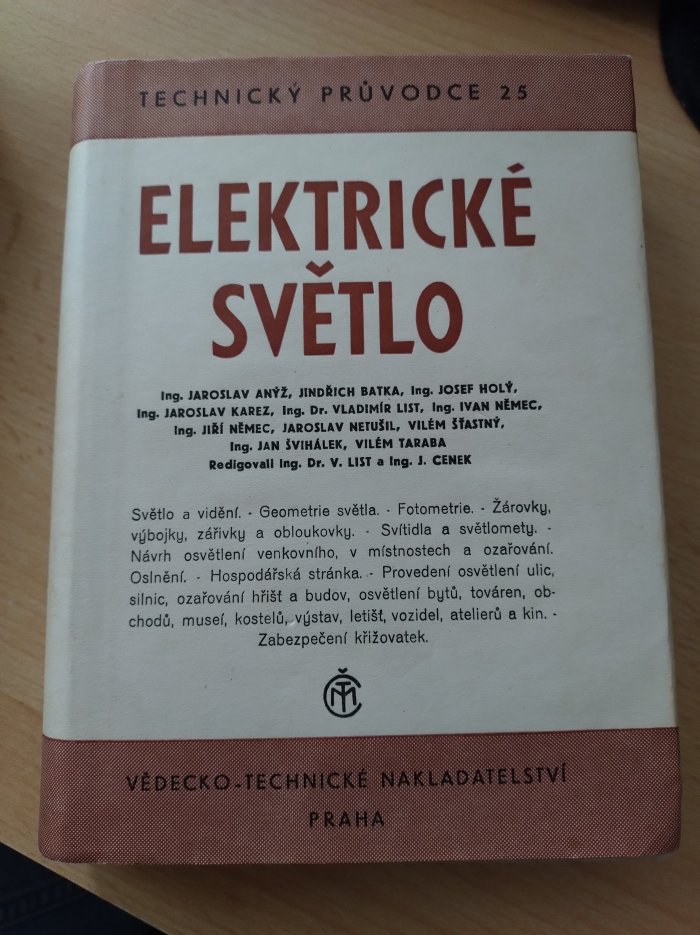 TECHNICKÝ PRŮVODCE 25
ELEKTRICKÉ
SVĚTLO
Ing. JAROSLAV ANÝŽ, JINDŘICH BATKA, Ing. JOSEF HOLÝ,
Ing. JAROSLAV KAREZ, Ing. Dr. VLADIMÍR LIST, Ing. IVAN NĚMEC,
Ing. JIŘÍ NĚMEC, JAROSLAV NETUŠIL, VILÉM ŠŤASTNÝ,
Ing. JAN ŠVIHÁLEK, VILÉM TARABA
Redigovali Ing. Dr. V. LIST a Ing. J. CENEK
Světlo a vidění. - Geometrie světla. - Fotometrie. - Žárovky,
výbojky, zářivky a obloukovky. - Svítidla a světlomety. -
Návrh osvětlení venkovního, v místnostech a ozařování.
Oslnění. - Hospodářská stránka. - Provedení osvětlení ulic,
silnic, ozařování hřišť a budov, osvětlení bytů, továren, ob-
chodů, museí, kostelů, výstav, letišť, vozidel, atelierů a kin. -
Zabezpečení křižovatek.
VĚDECKO-TECHNICKÉ NAKLADATELSTVÍ
PRAHA